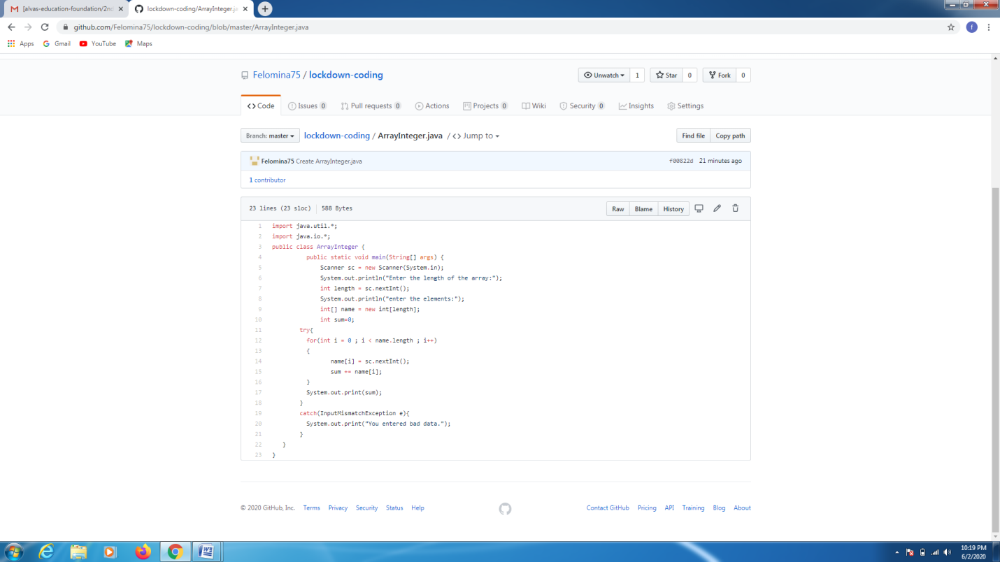 [alvas-education-foundation/2nd
lockdown-coding/ArrayInteger.ja
github.com/Felomina75/lockdown-coding/blob/master/ArrayInteger.java
f
Apps Gmail YouTube Maps
Felomina75 / lockdown-coding
Unwatch 1 Star 0 Fork 0
Code Issues 0 Pull requests 0 Actions Projects 0 Wiki Security 0 Insights Settings
Branch: master lockdown-coding / ArrayInteger.java / Jump to
Find file Copy path
Felomina75 Create ArrayInteger.java f00822d 21 minutes ago
1 contributor
23 lines (23 sloc) 588 Bytes Raw Blame History
1 import java.util.*;
2 import java.io.*;
3 public class ArrayInteger {
4 public static void main(String[] args) {
5 Scanner sc = new Scanner(System.in);
6 System.out.println("Enter the length of the array:");
7 int length = sc.nextInt();
8 System.out.println("enter the elements:");
9 int[] name = new int[length];
10 int sum=0;
11 try{
12 for(int i = 0 ; i < name.length ; i++)
13 {
14 name[i] = sc.nextInt();
15 sum += name[i];
16 }
17 System.out.print(sum);
18 }
19 catch(InputMismatchException e){
20 System.out.print("You entered bad data.");
21 }
22 }
23 }
© 2020 GitHub, Inc. Terms Privacy Security Status Help
Contact GitHub Pricing API Training Blog About
10:19 PM
6/2/2020